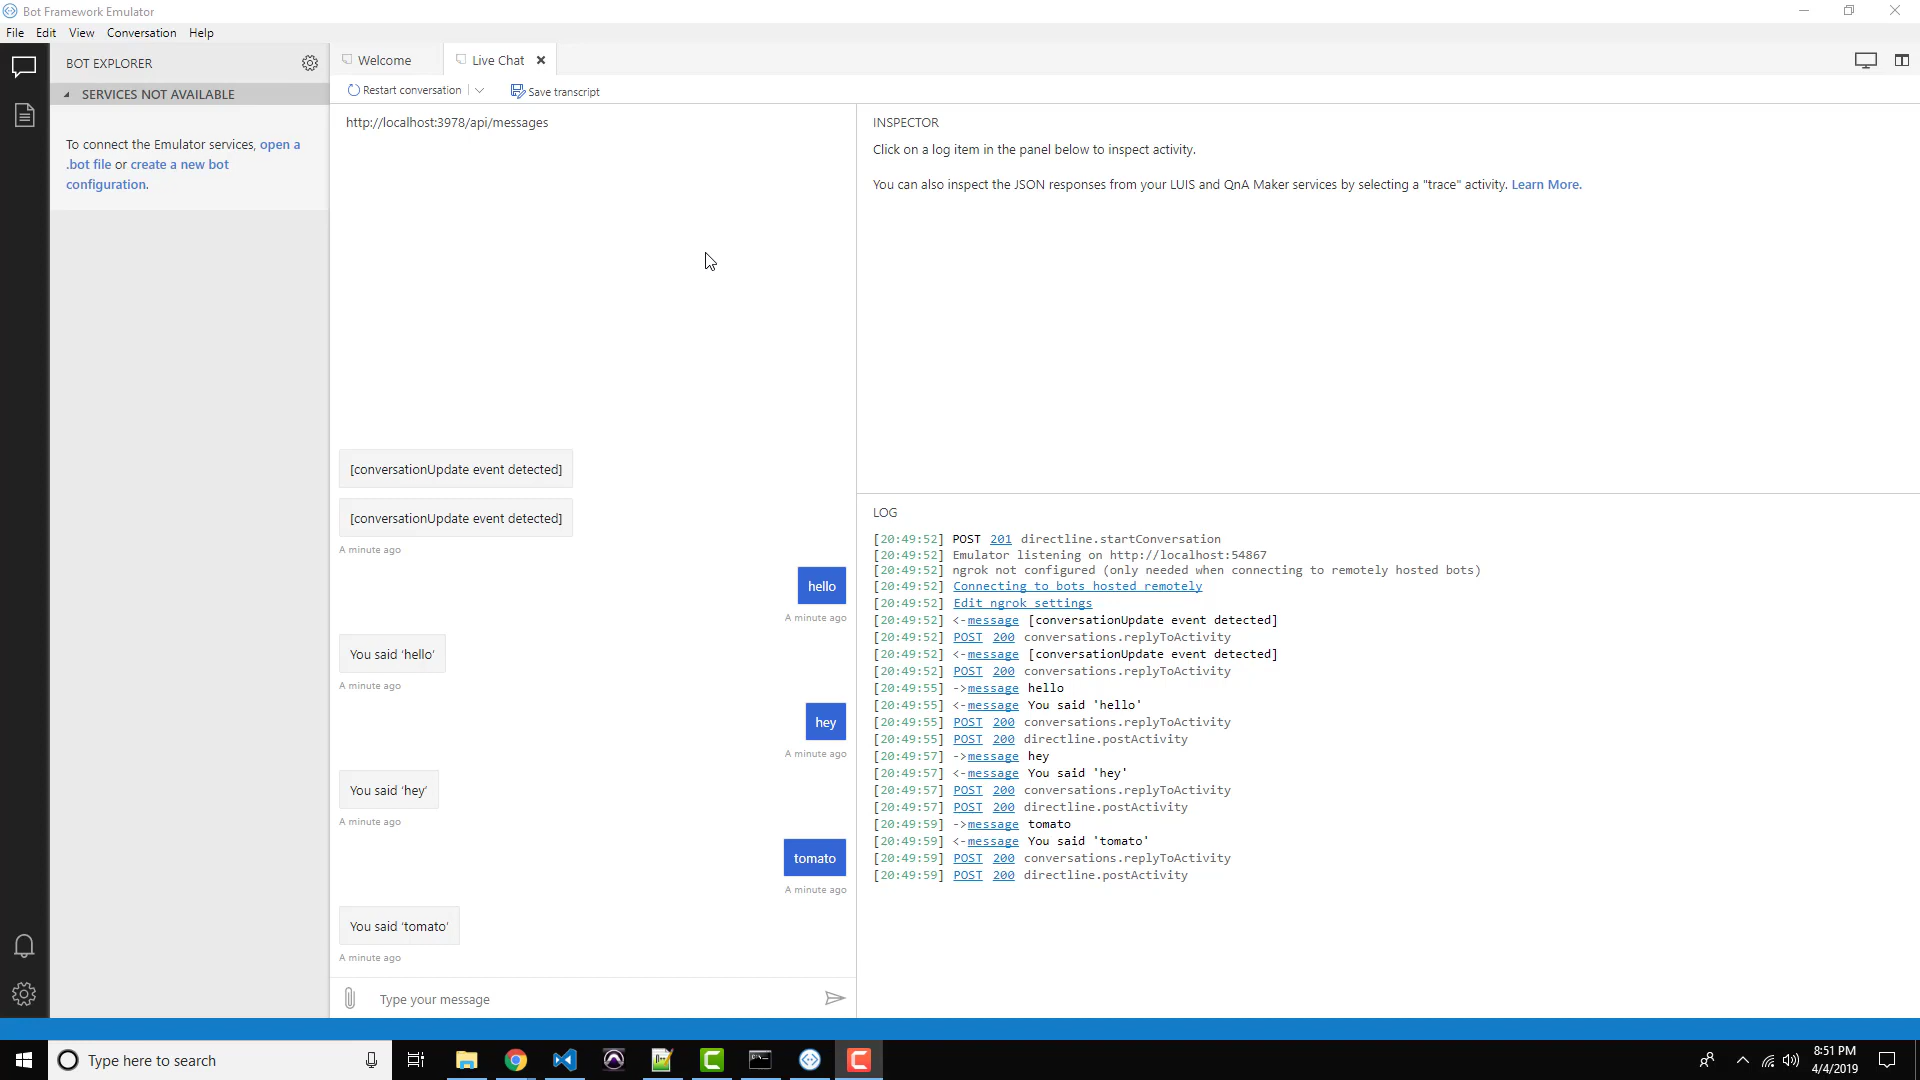 Bot Framework Emulator
File Edit View Conversation Help
BOT EXPLORER
SERVICES NOT AVAILABLE
To connect the Emulator services, open a
.bot file or create a new bot
configuration.
Welcome
Live Chat
Restart conversation
Save transcript
http://localhost:3978/api/messages
[conversationUpdate event detected]
[conversationUpdate event detected]
A minute ago
hello
A minute ago
You said 'hello'
A minute ago
hey
A minute ago
You said 'hey'
A minute ago
tomato
A minute ago
You said 'tomato'
A minute ago
Type your message
INSPECTOR
Click on a log item in the panel below to inspect activity.
You can also inspect the JSON responses from your LUIS and QnA Maker services by selecting a "trace" activity. Learn More.
LOG
[20:49:52] POST 201 directline.startConversation
[20:49:52] Emulator listening on http://localhost:54867
[20:49:52] ngrok not configured (only needed when connecting to remotely hosted bots)
[20:49:52] Connecting to bots hosted remotely
[20:49:52] Edit ngrok settings
[20:49:52] <-message [conversationUpdate event detected]
[20:49:52] POST 200 conversations.replyToActivity
[20:49:52] <-message [conversationUpdate event detected]
[20:49:52] POST 200 conversations.replyToActivity
[20:49:55] ->message hello
[20:49:55] <-message You said 'hello'
[20:49:55] POST 200 conversations.replyToActivity
[20:49:55] POST 200 directline.postActivity
[20:49:57] ->message hey
[20:49:57] <-message You said 'hey'
[20:49:57] POST 200 conversations.replyToActivity
[20:49:57] POST 200 directline.postActivity
[20:49:59] ->message tomato
[20:49:59] <-message You said 'tomato'
[20:49:59] POST 200 conversations.replyToActivity
[20:49:59] POST 200 directline.postActivity
Type here to search
8:51 PM
4/4/2019